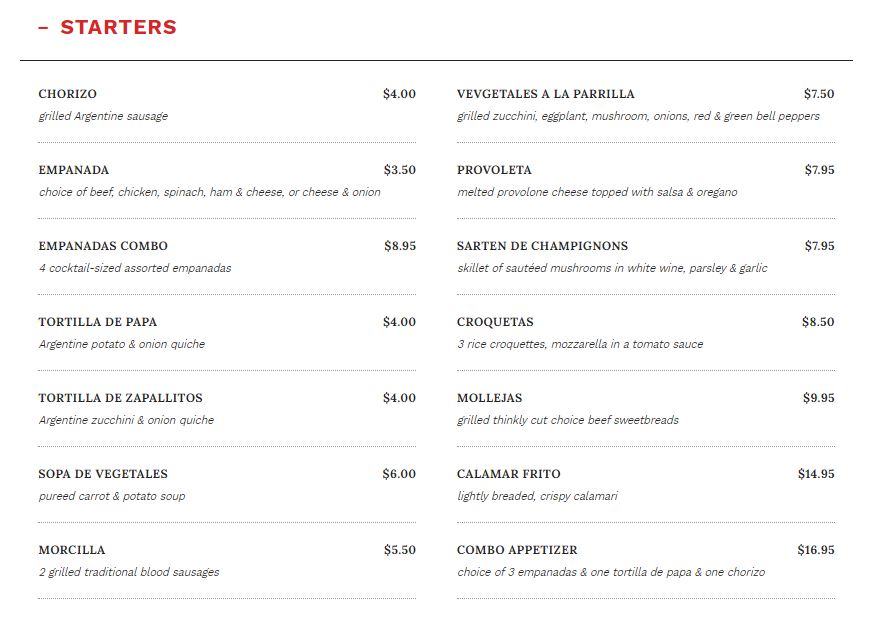 – STARTERS
CHORIZO $4.00
grilled Argentine sausage
EMPANADA $3.50
choice of beef, chicken, spinach, ham & cheese, or cheese & onion
EMPANADAS COMBO $8.95
4 cocktail-sized assorted empanadas
TORTILLA DE PAPA $4.00
Argentine potato & onion quiche
TORTILLA DE ZAPALLITOS $4.00
Argentine zucchini & onion quiche
SOPA DE VEGETALES $6.00
pureed carrot & potato soup
MORCILLA $5.50
2 grilled traditional blood sausages
VEVGETALES A LA PARRILLA $7.50
grilled zucchini, eggplant, mushroom, onions, red & green bell peppers
PROVOLETA $7.95
melted provolone cheese topped with salsa & oregano
SARTEN DE CHAMPIGNONS $7.95
skillet of sautéed mushrooms in white wine, parsley & garlic
CROQUETAS $8.50
3 rice croquettes, mozzarella in a tomato sauce
MOLLEJAS $9.95
grilled thinkly cut choice beef sweetbreads
CALAMAR FRITO $14.95
lightly breaded, crispy calamari
COMBO APPETIZER $16.95
choice of 3 empanadas & one tortilla de papa & one chorizo